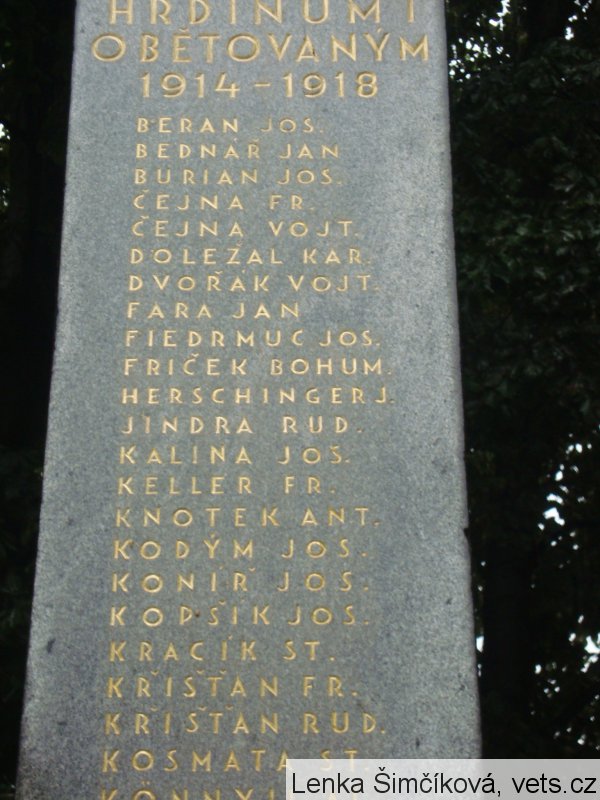 HRDINŮM I
OBĚTOVANÝM
1914-1918
BERAN JOS.
BEDNÁŘ JAN
BURIAN JOS.
ČEJNA FR.
ČEJNA VOJT.
DOLEŽAL KAR.
DVOŘÁK VOJT.
FARA JAN
FIEDRMUC JOS.
FRIČEK BOHUM.
HERSCHINGER J.
JINDRA RUD.
KALINA JOS.
KELLER FR.
KNOTEK ANT.
KODÝM JOS.
KONÍŘ JOS.
KOPŠÍK JOS.
KRACÍK ST.
KŘIŠŤAN FR.
KŘIŠŤAN RUD.
KOSMATA ST.
Lenka Šimčíková, vets.cz